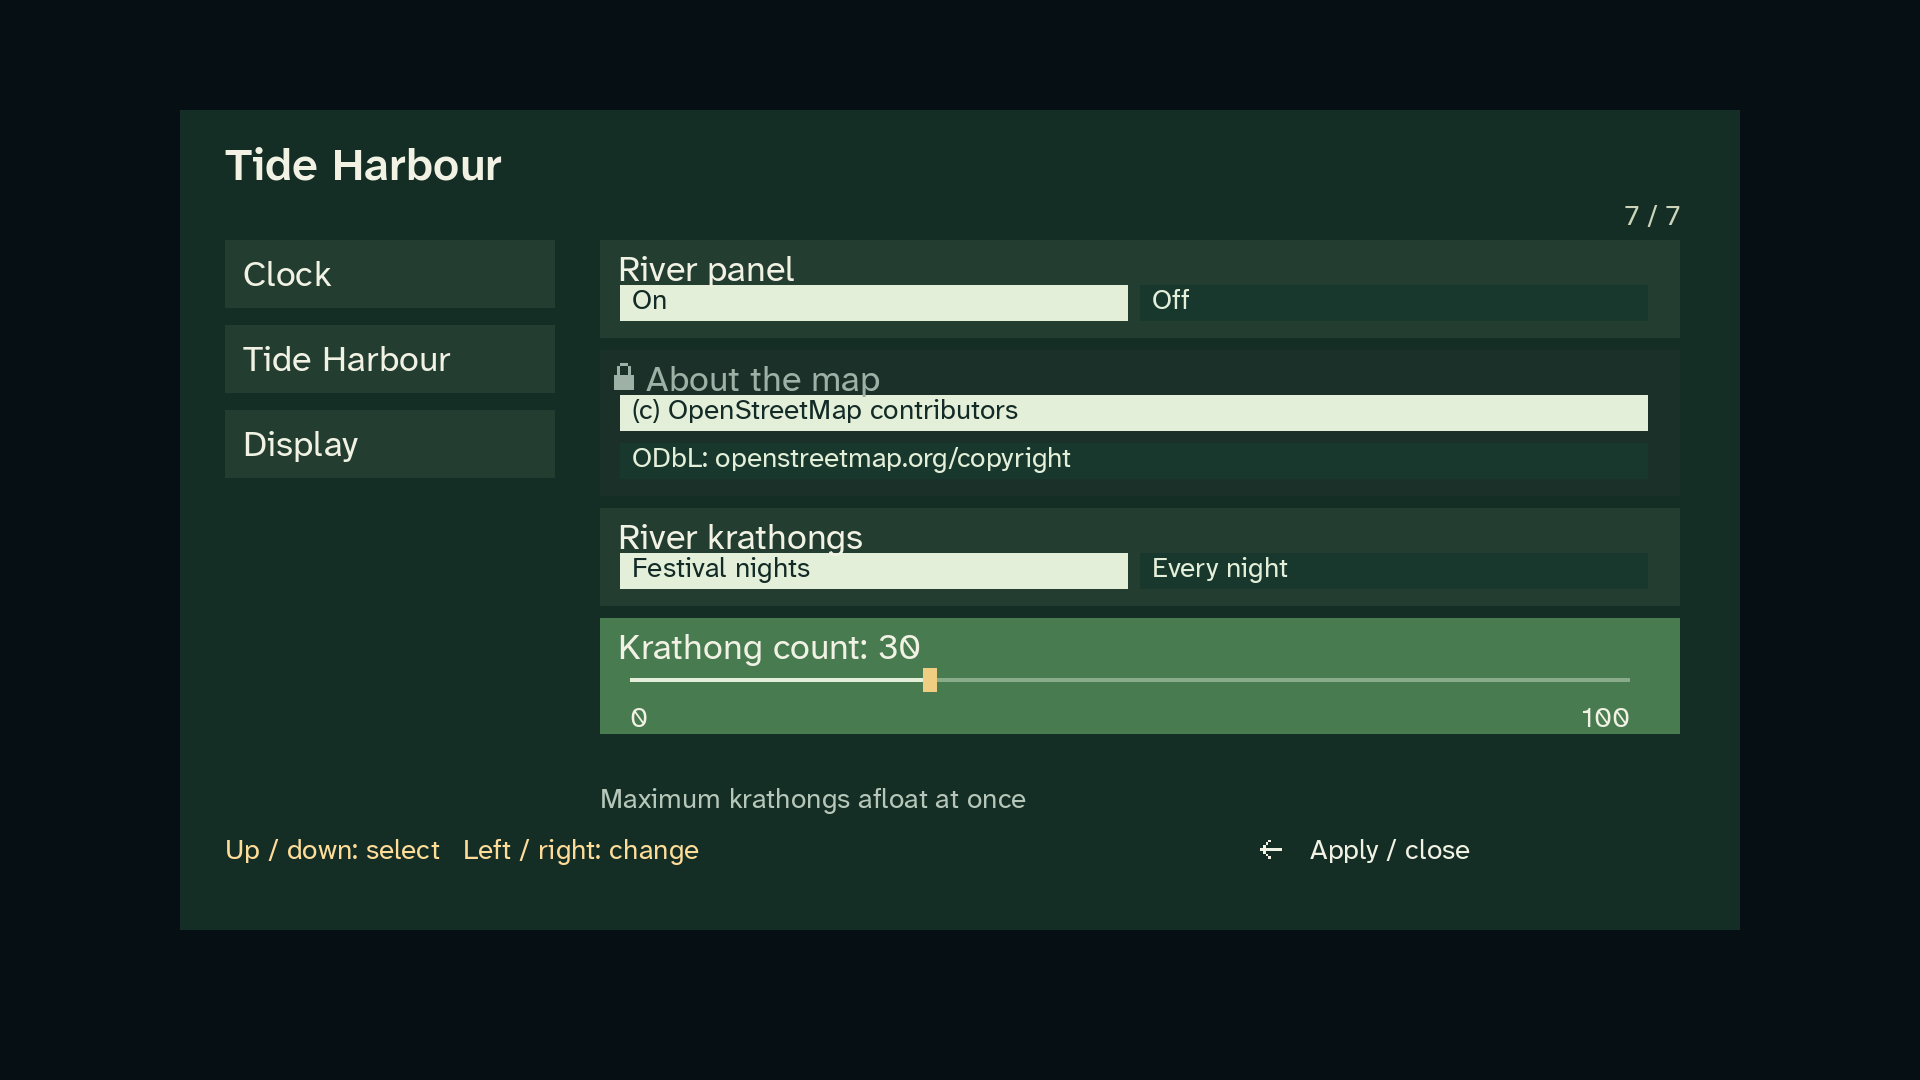 Tide Harbour
7 / 7
Clock
Tide Harbour
Display
River panel
On
Off
About the map
(c) OpenStreetMap contributors
ODbL: openstreetmap.org/copyright
River krathongs
Festival nights
Every night
Krathong count: 30
0
100
Maximum krathongs afloat at once
Up / down: select
Left / right: change
← Apply / close